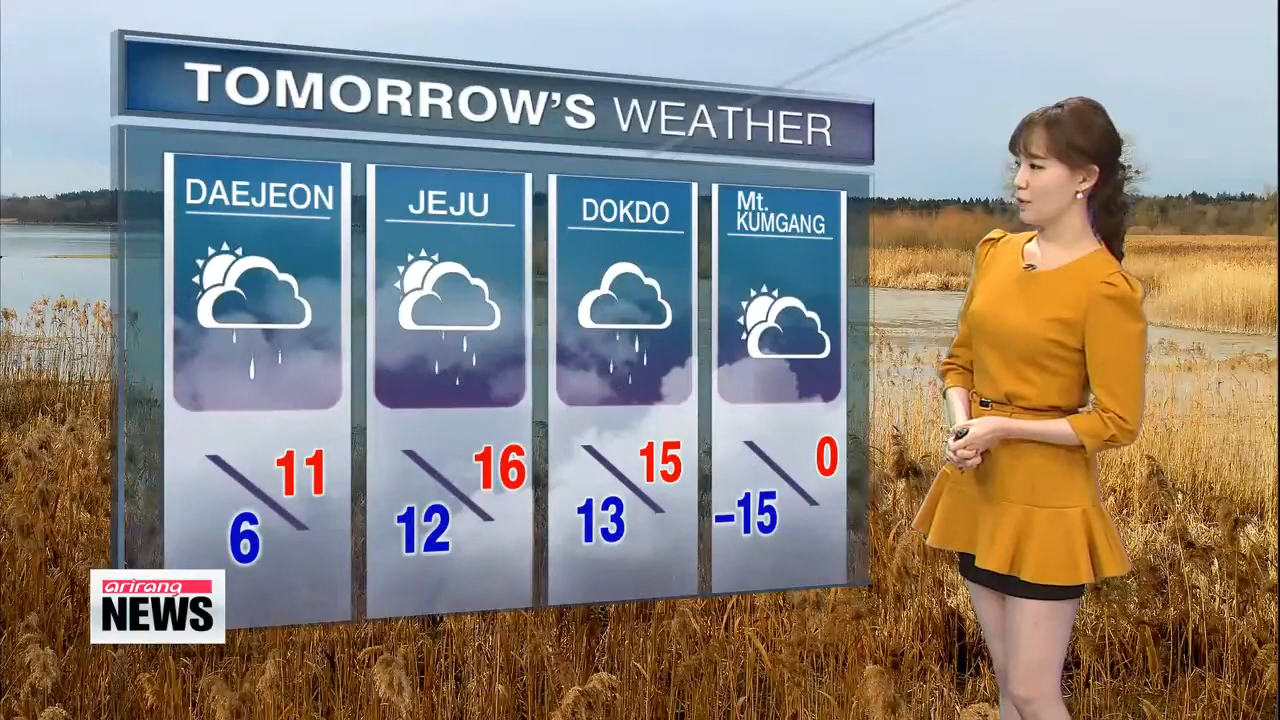 TOMORROW'S WEATHER
DAEJEON
11
6
JEJU
16
12
DOKDO
15
13
Mt.
KUMGANG
0
-15
arirang
NEWS